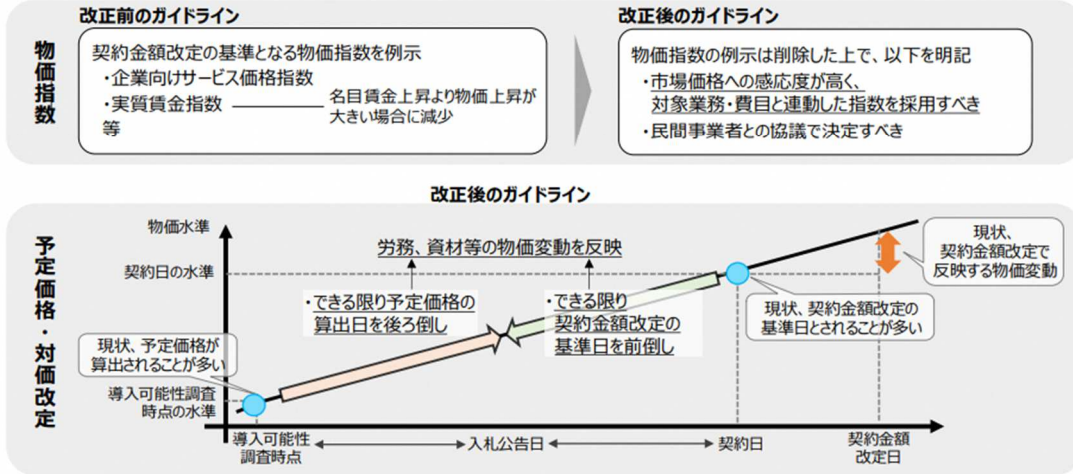 改正前のガイドライン
改正後のガイドライン
物価指数
契約金額改定の基準となる物価指数を例示
・企業向けサービス価格指数
・実質賃金指数
等
名目賃金上昇より物価上昇が
大きい場合に減少
物価指数の例示は削除した上で、以下を明記
・市場価格への感応度が高く、
対象業務・費目と連動した指数を採用すべき
・民間事業者との協議で決定すべき
改正後のガイドライン
予定価格・対価改定
物価水準
契約日の水準
導入可能性調査
時点の水準
労務、資材等の物価変動を反映
・できる限り予定価格の
算出日を後ろ倒し
・できる限り
契約金額改定の
基準日を前倒し
現状、予定価格が
算出されることが多い
現状、
契約金額改定で
反映する物価変動
現状、契約金額改定の
基準日とされることが多い
導入可能性
調査時点
入札公告日
契約日
契約金額
改定日